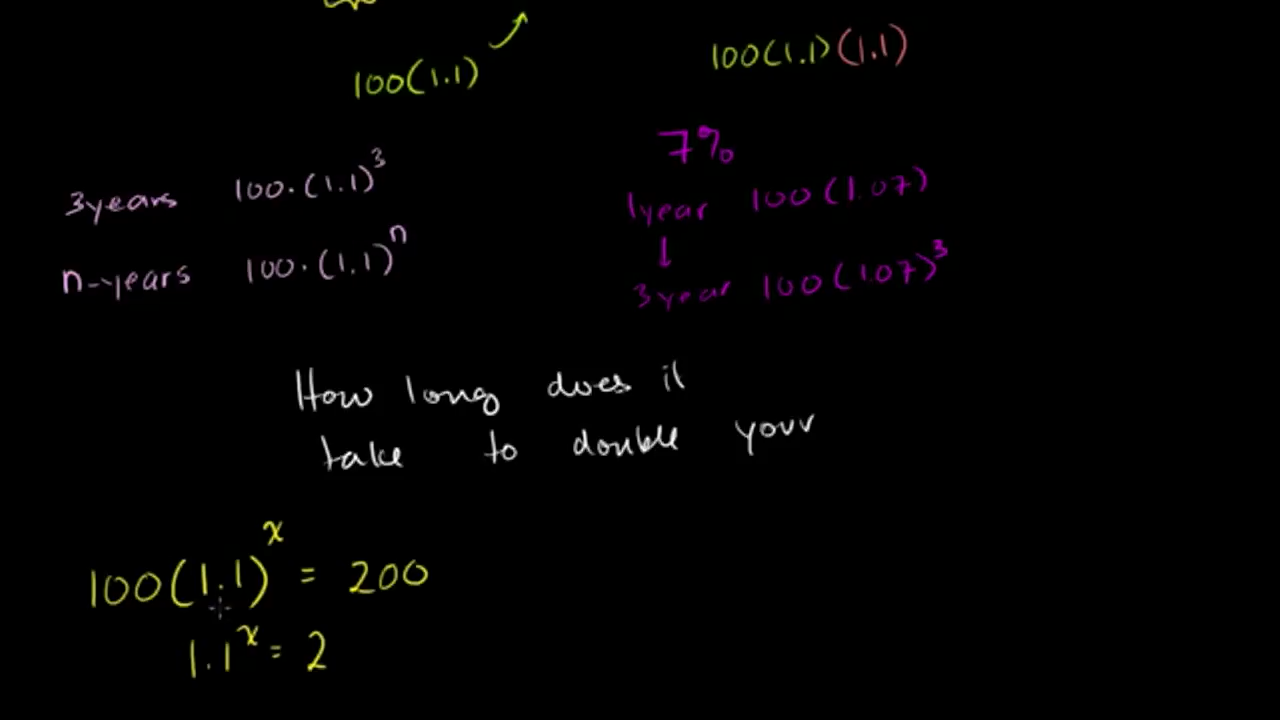 100(1.1)
100(1.1)(1.1)
7%
3years 100·(1.1)^3
1year 100(1.07)
n-years 100·(1.1)^n
3year 100(1.07)^3
How long does it
take to double your
100(1.1)^x = 200
1.1^x = 2